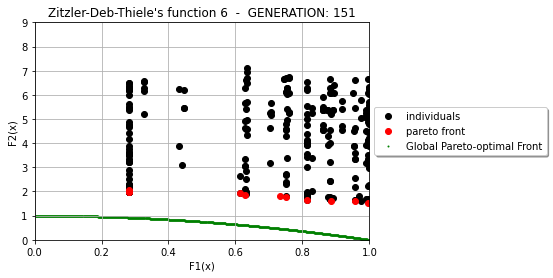 Zitzler-Deb-Thiele's function 6 - GENERATION: 151
9
8
7
6
5
4
3
2
1
0
F2(x)
0.0 0.2 0.4 0.6 0.8 1.0
F1(x)
individuals
pareto front
Global Pareto-optimal Front